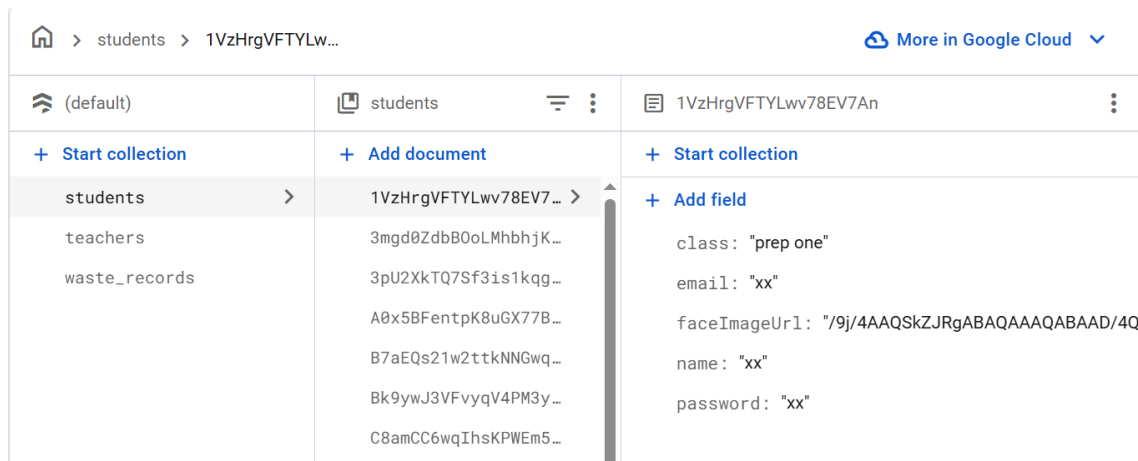 students 1VzHrgVFTYLw… More in Google Cloud
(default) students 1VzHrgVFTYLwv78EV7An
+ Start collection + Add document + Start collection
students 1VzHrgVFTYLwv78EV7…
teachers 3mgd0ZdbBOoLMhbhjK…
waste_records 3pU2XkTQ7Sf3is1kqg…
A0x5BFentpK8uGX77B…
B7aEQs21w2ttkNNGwq…
Bk9ywJ3VFvyqV4PM3y…
C8amCC6wqIhsKPWEm5…
+ Add field
class: "prep one"
email: "xx"
faceImageUrl: "/9j/4AAQSkZJRgABAQAAAQABAAD/4Q
name: "xx"
password: "xx"